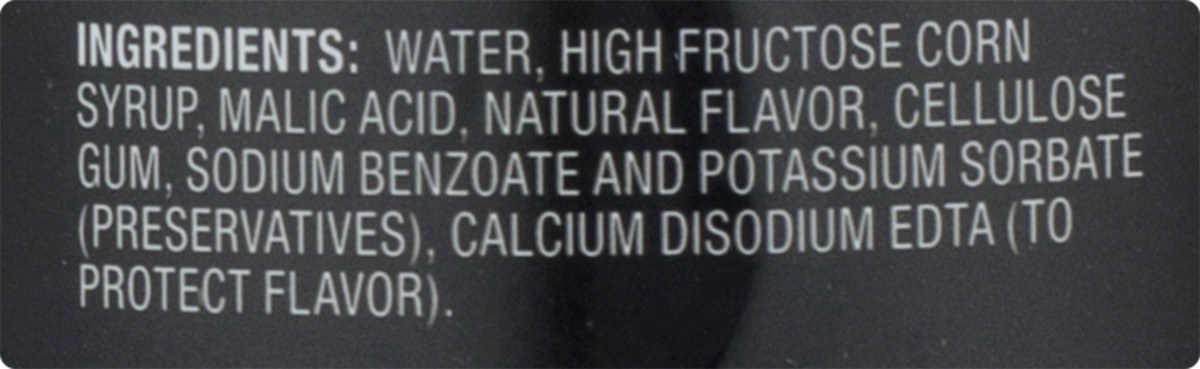 INGREDIENTS: WATER, HIGH FRUCTOSE CORN
SYRUP, MALIC ACID, NATURAL FLAVOR, CELLULOSE
GUM, SODIUM BENZOATE AND POTASSIUM SORBATE
(PRESERVATIVES), CALCIUM DISODIUM EDTA (TO
PROTECT FLAVOR).